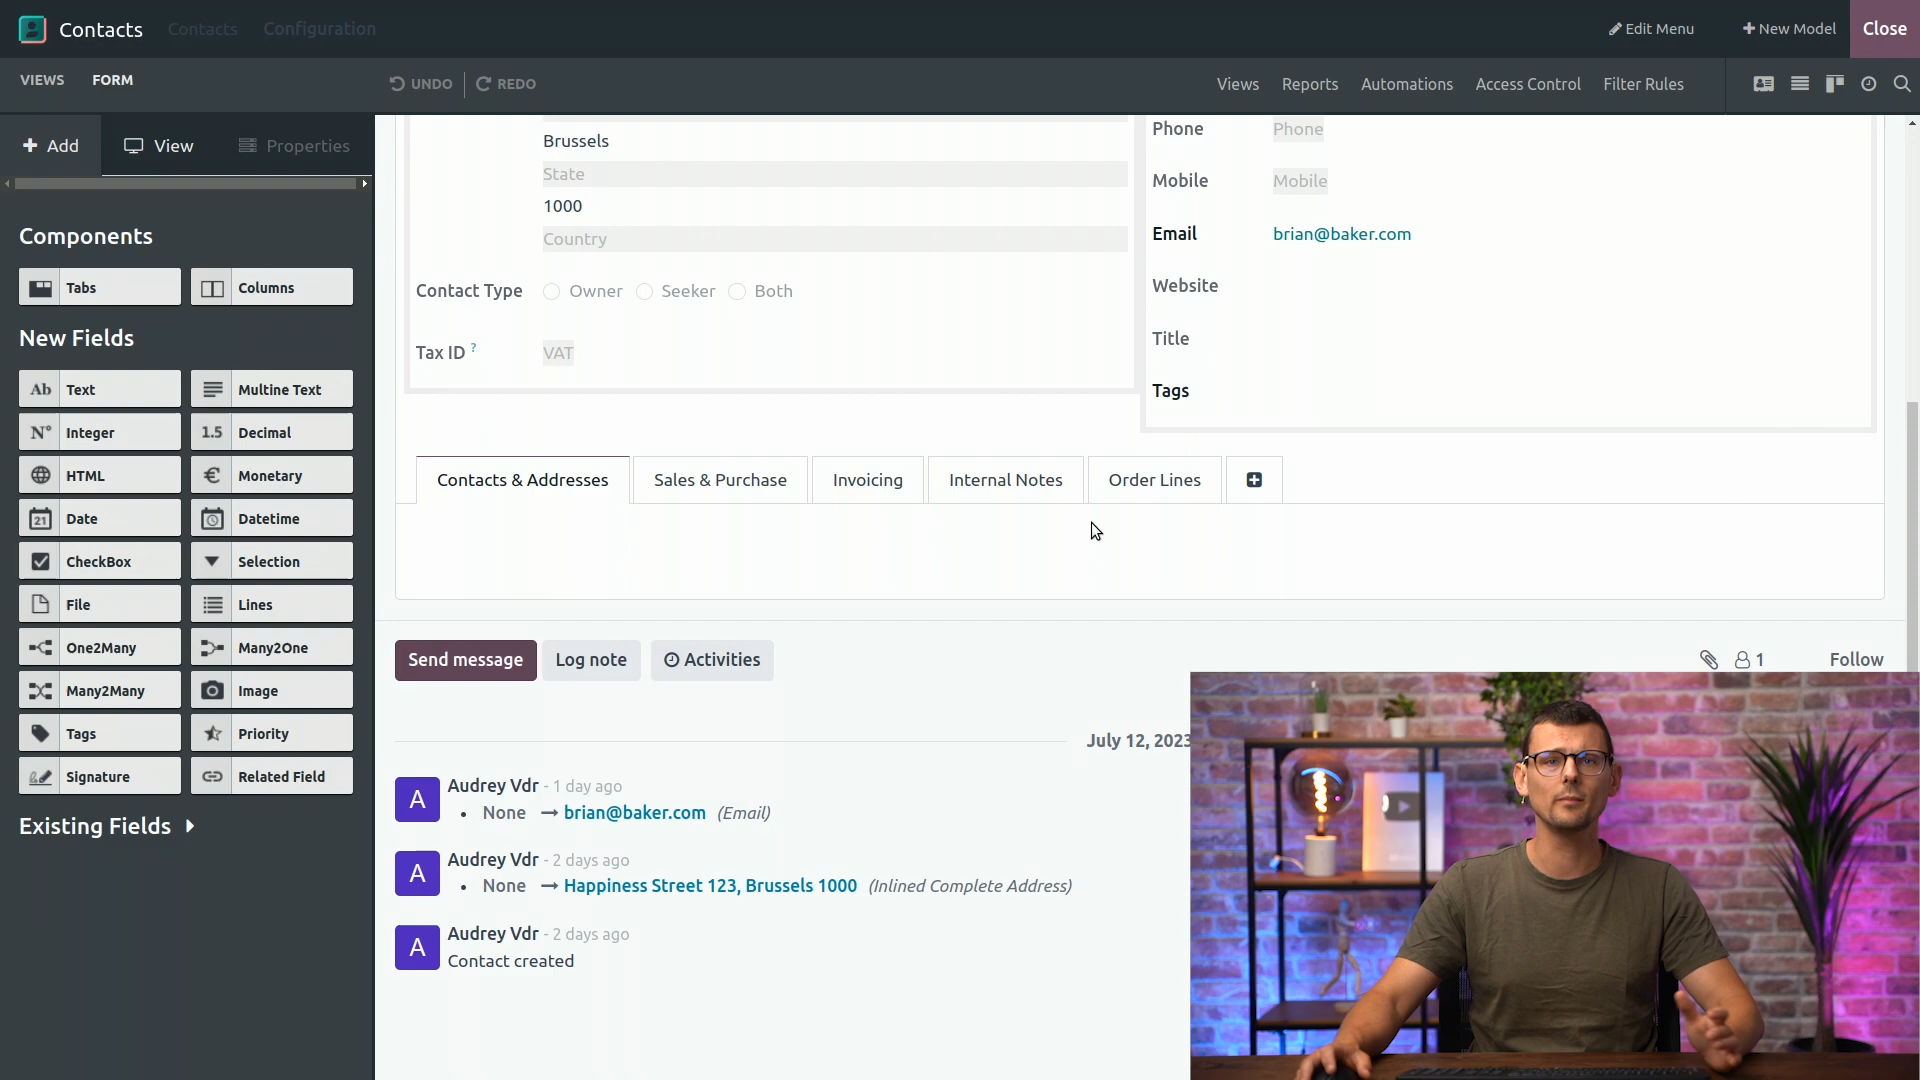 Contacts Contacts Configuration
Edit Menu New Model Close
VIEWS FORM
UNDO REDO
Views Reports Automations Access Control Filter Rules
Add View Properties
Components
Tabs Columns
New Fields
Ab Text Multine Text
N° Integer 1.5 Decimal
HTML € Monetary
21 Date Datetime
CheckBox Selection
File Lines
One2Many Many2One
Many2Many Image
Tags Priority
Signature Related Field
Existing Fields
Brussels
State
1000
Country
Contact Type Owner Seeker Both
Tax ID ? VAT
Phone Phone
Mobile Mobile
Email brian@baker.com
Website
Title
Tags
Contacts & Addresses Sales & Purchase Invoicing Internal Notes Order Lines
Send message Log note Activities
1 Follow
July 12, 2023
A Audrey Vdr - 1 day ago
• None → brian@baker.com (Email)
A Audrey Vdr - 2 days ago
• None → Happiness Street 123, Brussels 1000 (Inlined Complete Address)
A Audrey Vdr - 2 days ago
Contact created